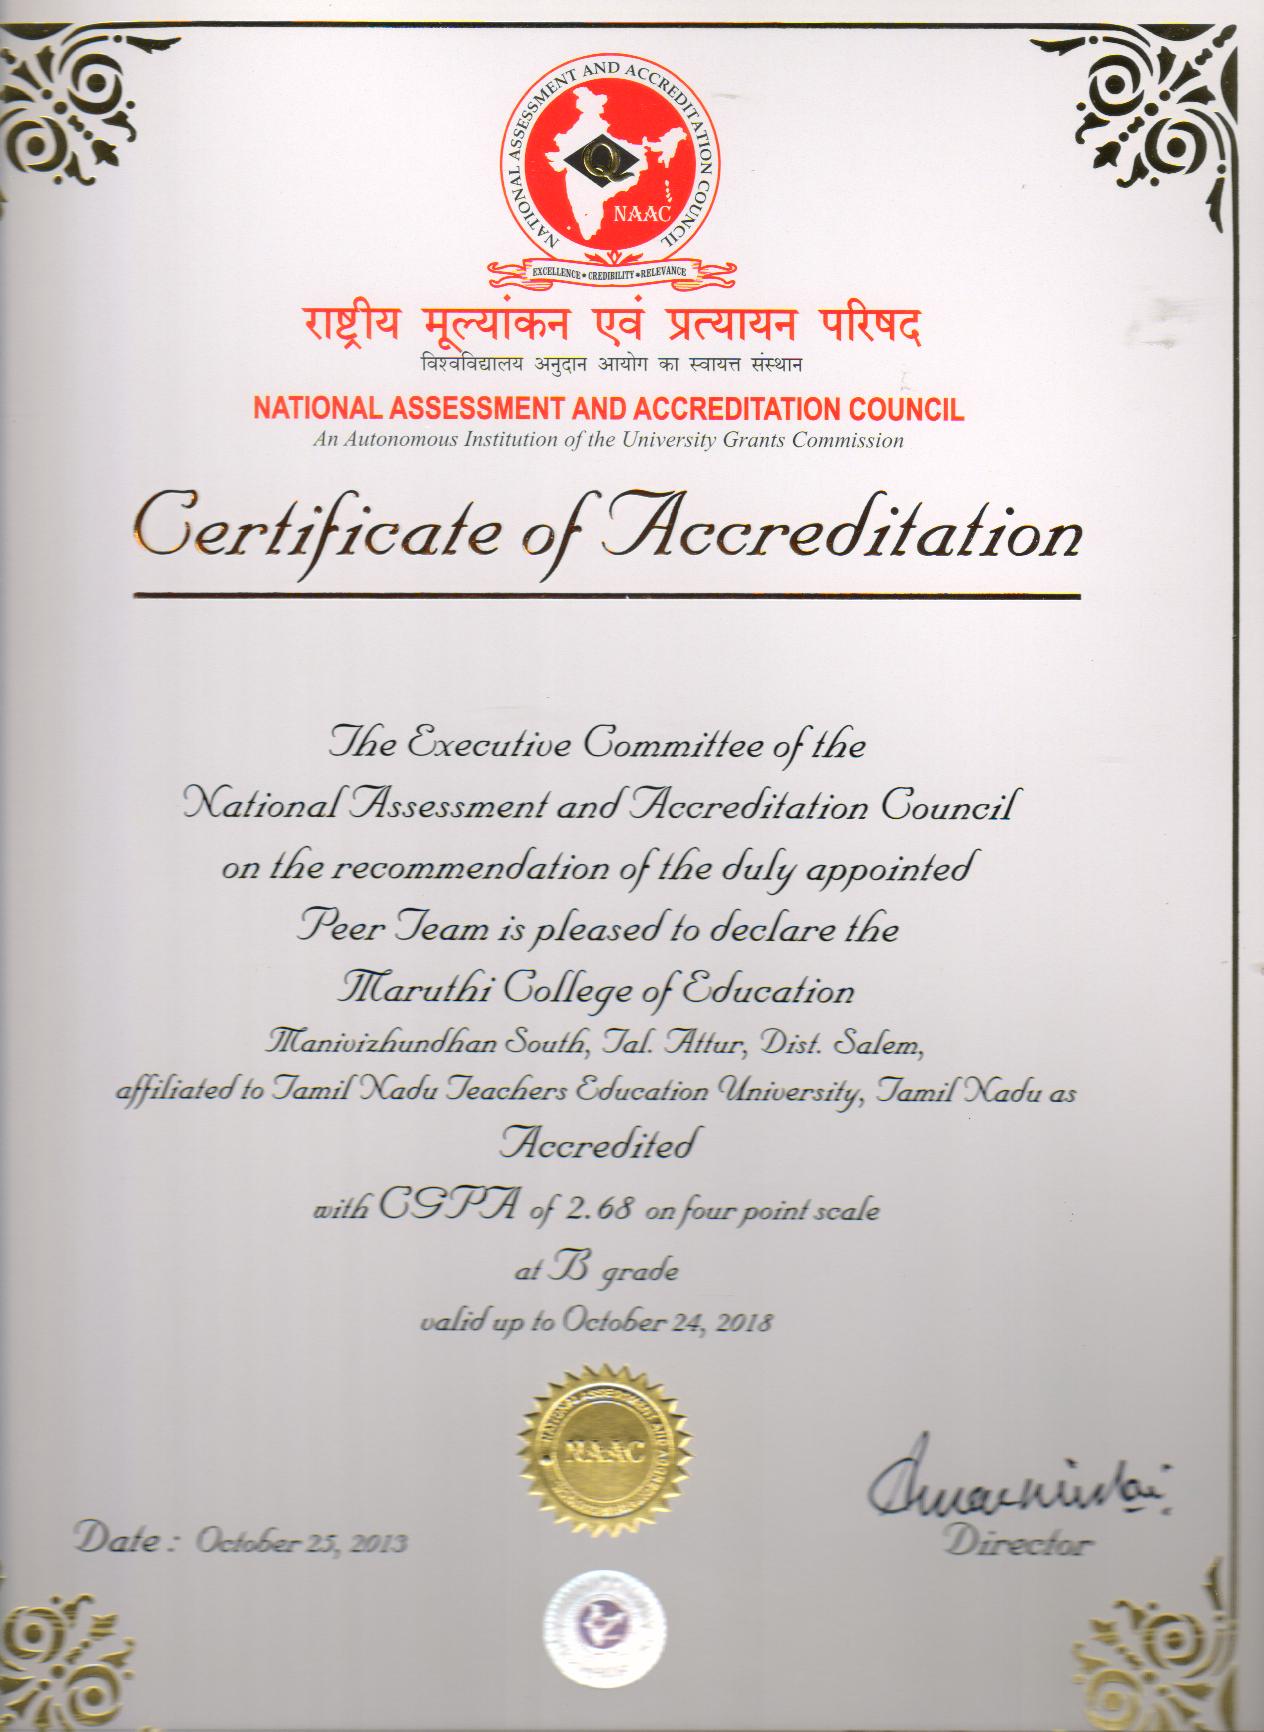 NATIONAL ASSESSMENT AND ACCREDITATION COUNCIL
Q
NAAC
EXCELLENCE • CREDIBILITY • RELEVANCE
राष्ट्रीय मूल्यांकन एवं प्रत्यायन परिषद
विश्वविद्यालय अनुदान आयोग का स्वायत्त संस्थान
NATIONAL ASSESSMENT AND ACCREDITATION COUNCIL
An Autonomous Institution of the University Grants Commission
Certificate of Accreditation
The Executive Committee of the
National Assessment and Accreditation Council
on the recommendation of the duly appointed
Peer Team is pleased to declare the
Maruthi College of Education
Manivizhundhan South, Tal. Attur, Dist. Salem,
affiliated to Tamil Nadu Teachers Education University, Tamil Nadu as
Accredited
with CGPA of 2.68 on four point scale
at B grade
valid up to October 24, 2018
NATIONAL ASSESSMENT AND
NAAC
Date : October 25, 2013
Director